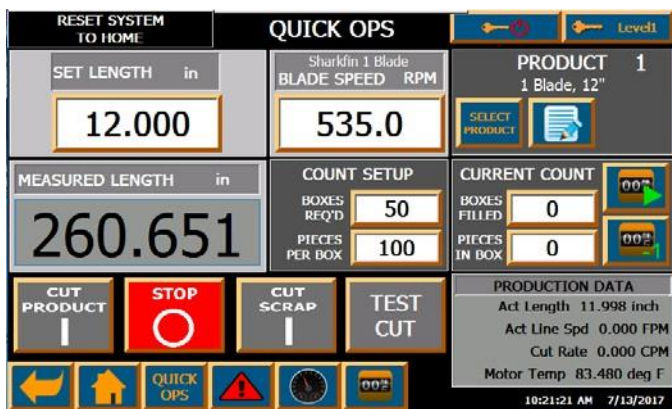 RESET SYSTEM
TO HOME
QUICK OPS
Level1
SET LENGTH in
12.000
Sharkfin 1 Blade
BLADE SPEED RPM
535.0
PRODUCT 1
1 Blade, 12"
SELECT
PRODUCT
MEASURED LENGTH in
260.651
COUNT SETUP
BOXES
REQ'D
50
PIECES
PER BOX
100
CURRENT COUNT
BOXES
FILLED
0
PIECES
IN BOX
0
-1
CUT
PRODUCT
STOP
CUT
SCRAP
TEST
CUT
PRODUCTION DATA
Act Length 11.998 inch
Act Line Spd 0.000 FPM
Cut Rate 0.000 CPM
Motor Temp 83.480 deg F
QUICK
OPS
10:21:21 AM 7/13/2017